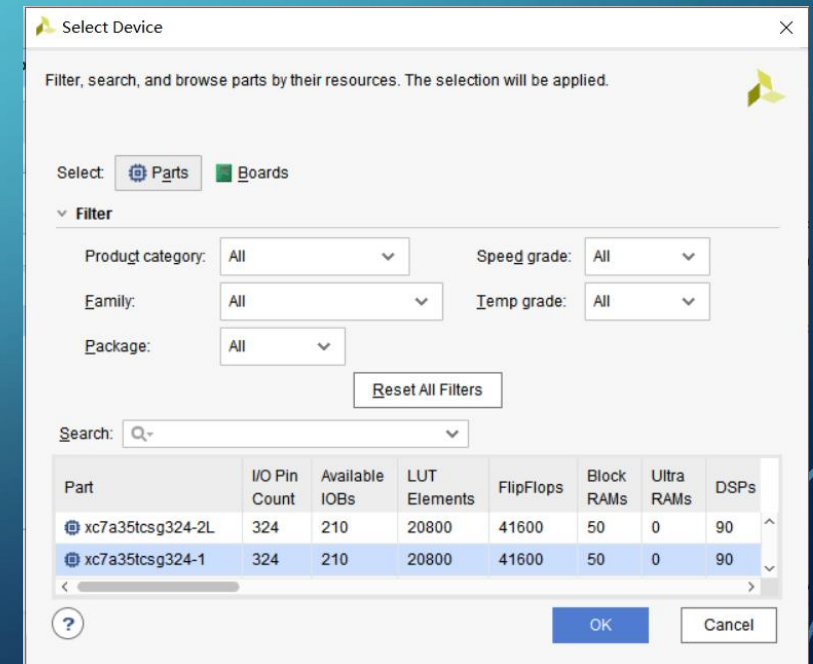 Select Device
Filter, search, and browse parts by their resources. The selection will be applied.
Select: Parts Boards
Filter
Product category: All Speed grade: All
Family: All Temp grade: All
Package: All
Reset All Filters
Search:
Part I/O Pin Count Available IOBs LUT Elements FlipFlops Block RAMs Ultra RAMs DSPs
xc7a35tcsg324-2L 324 210 20800 41600 50 0 90
xc7a35tcsg324-1 324 210 20800 41600 50 0 90
? OK Cancel